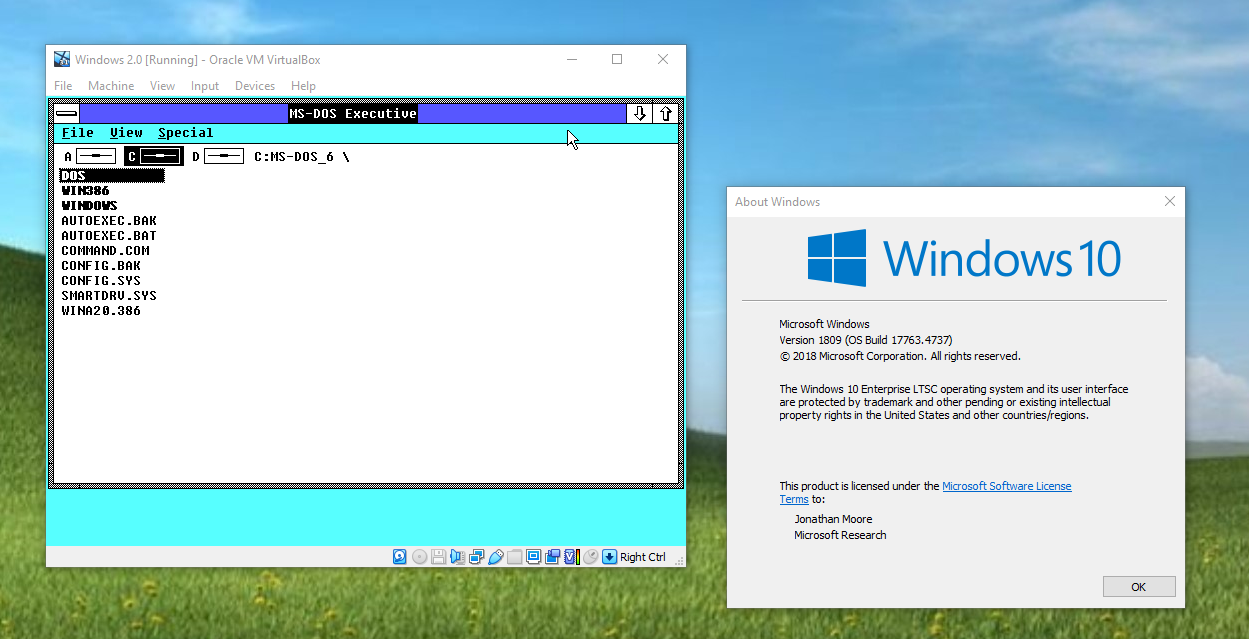 Windows 2.0 [Running] - Oracle VM VirtualBox
File Machine View Input Devices Help
MS-DOS Executive
File View Special
A C D C:MS-DOS_6 \
DOS
WIN386
WINDOWS
AUTOEXEC.BAK
AUTOEXEC.BAT
COMMAND.COM
CONFIG.BAK
CONFIG.SYS
SMARTDRV.SYS
WINA20.386
Right Ctrl
About Windows
Windows 10
Microsoft Windows
Version 1809 (OS Build 17763.4737)
© 2018 Microsoft Corporation. All rights reserved.
The Windows 10 Enterprise LTSC operating system and its user interface
are protected by trademark and other pending or existing intellectual
property rights in the United States and other countries/regions.
This product is licensed under the Microsoft Software License
Terms to:
Jonathan Moore
Microsoft Research
OK